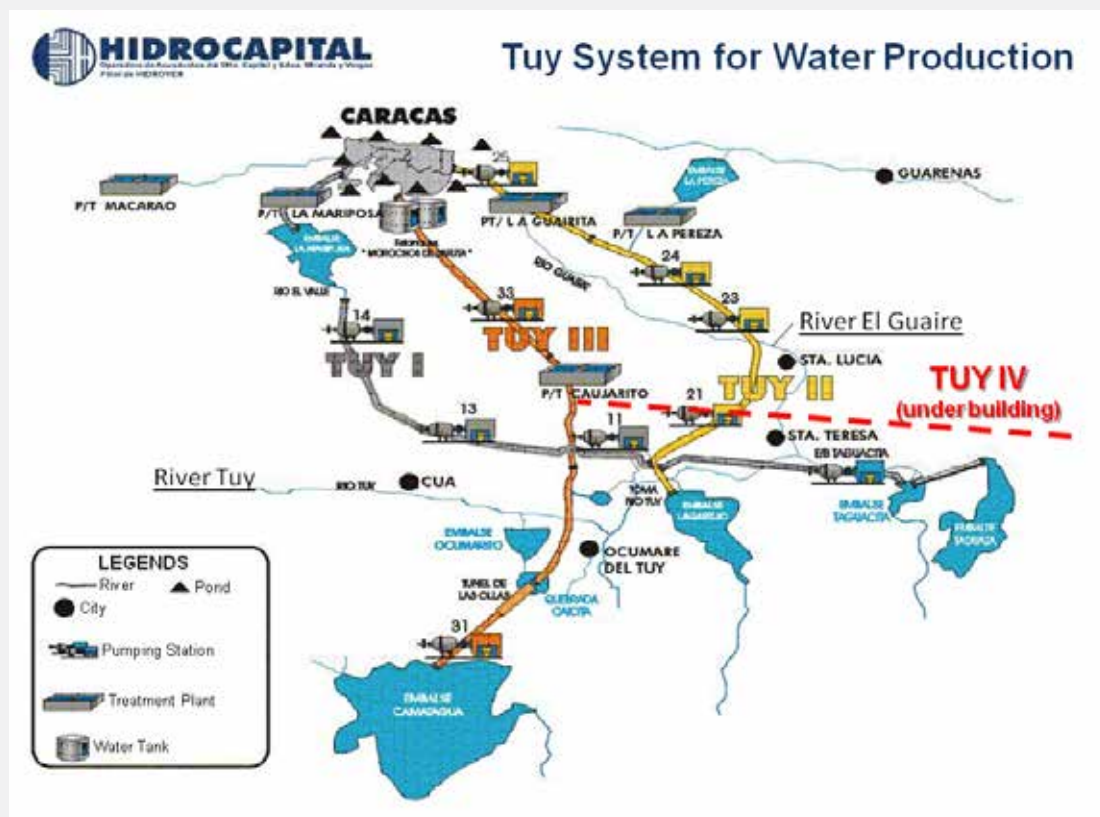 HIDROCAPITAL
Tuy System for Water Production
CARACAS
25
GUARENAS
P/T MACARAO
P/T LA MARIPOSA
PT/ LA GUAIRITA
P/T LA PEREZA
24
RIO EL VALLE
33
23
14
River El Guaire
TUY III
TUY I
STA. LUCIA
P/T CAUJARITO
TUY II
TUY IV
(under building)
21
13
11
STA. TERESA
E/B TAGUACITA
River Tuy
RIO TUY
CUA
TOMA
RIO TUY
EMBALSE
LAGARTIJO
EMBALSE
TAGUACITA
EMBALSE
EMBALSE
OCUMARITO
OCUMARE
DEL TUY
TUNEL DE
LAS OLLAS
QUEBRADA
31
EMBALSE
CAMATAGUA
LEGENDS
River
Pond
City
Pumping Station
Treatment Plant
Water Tank